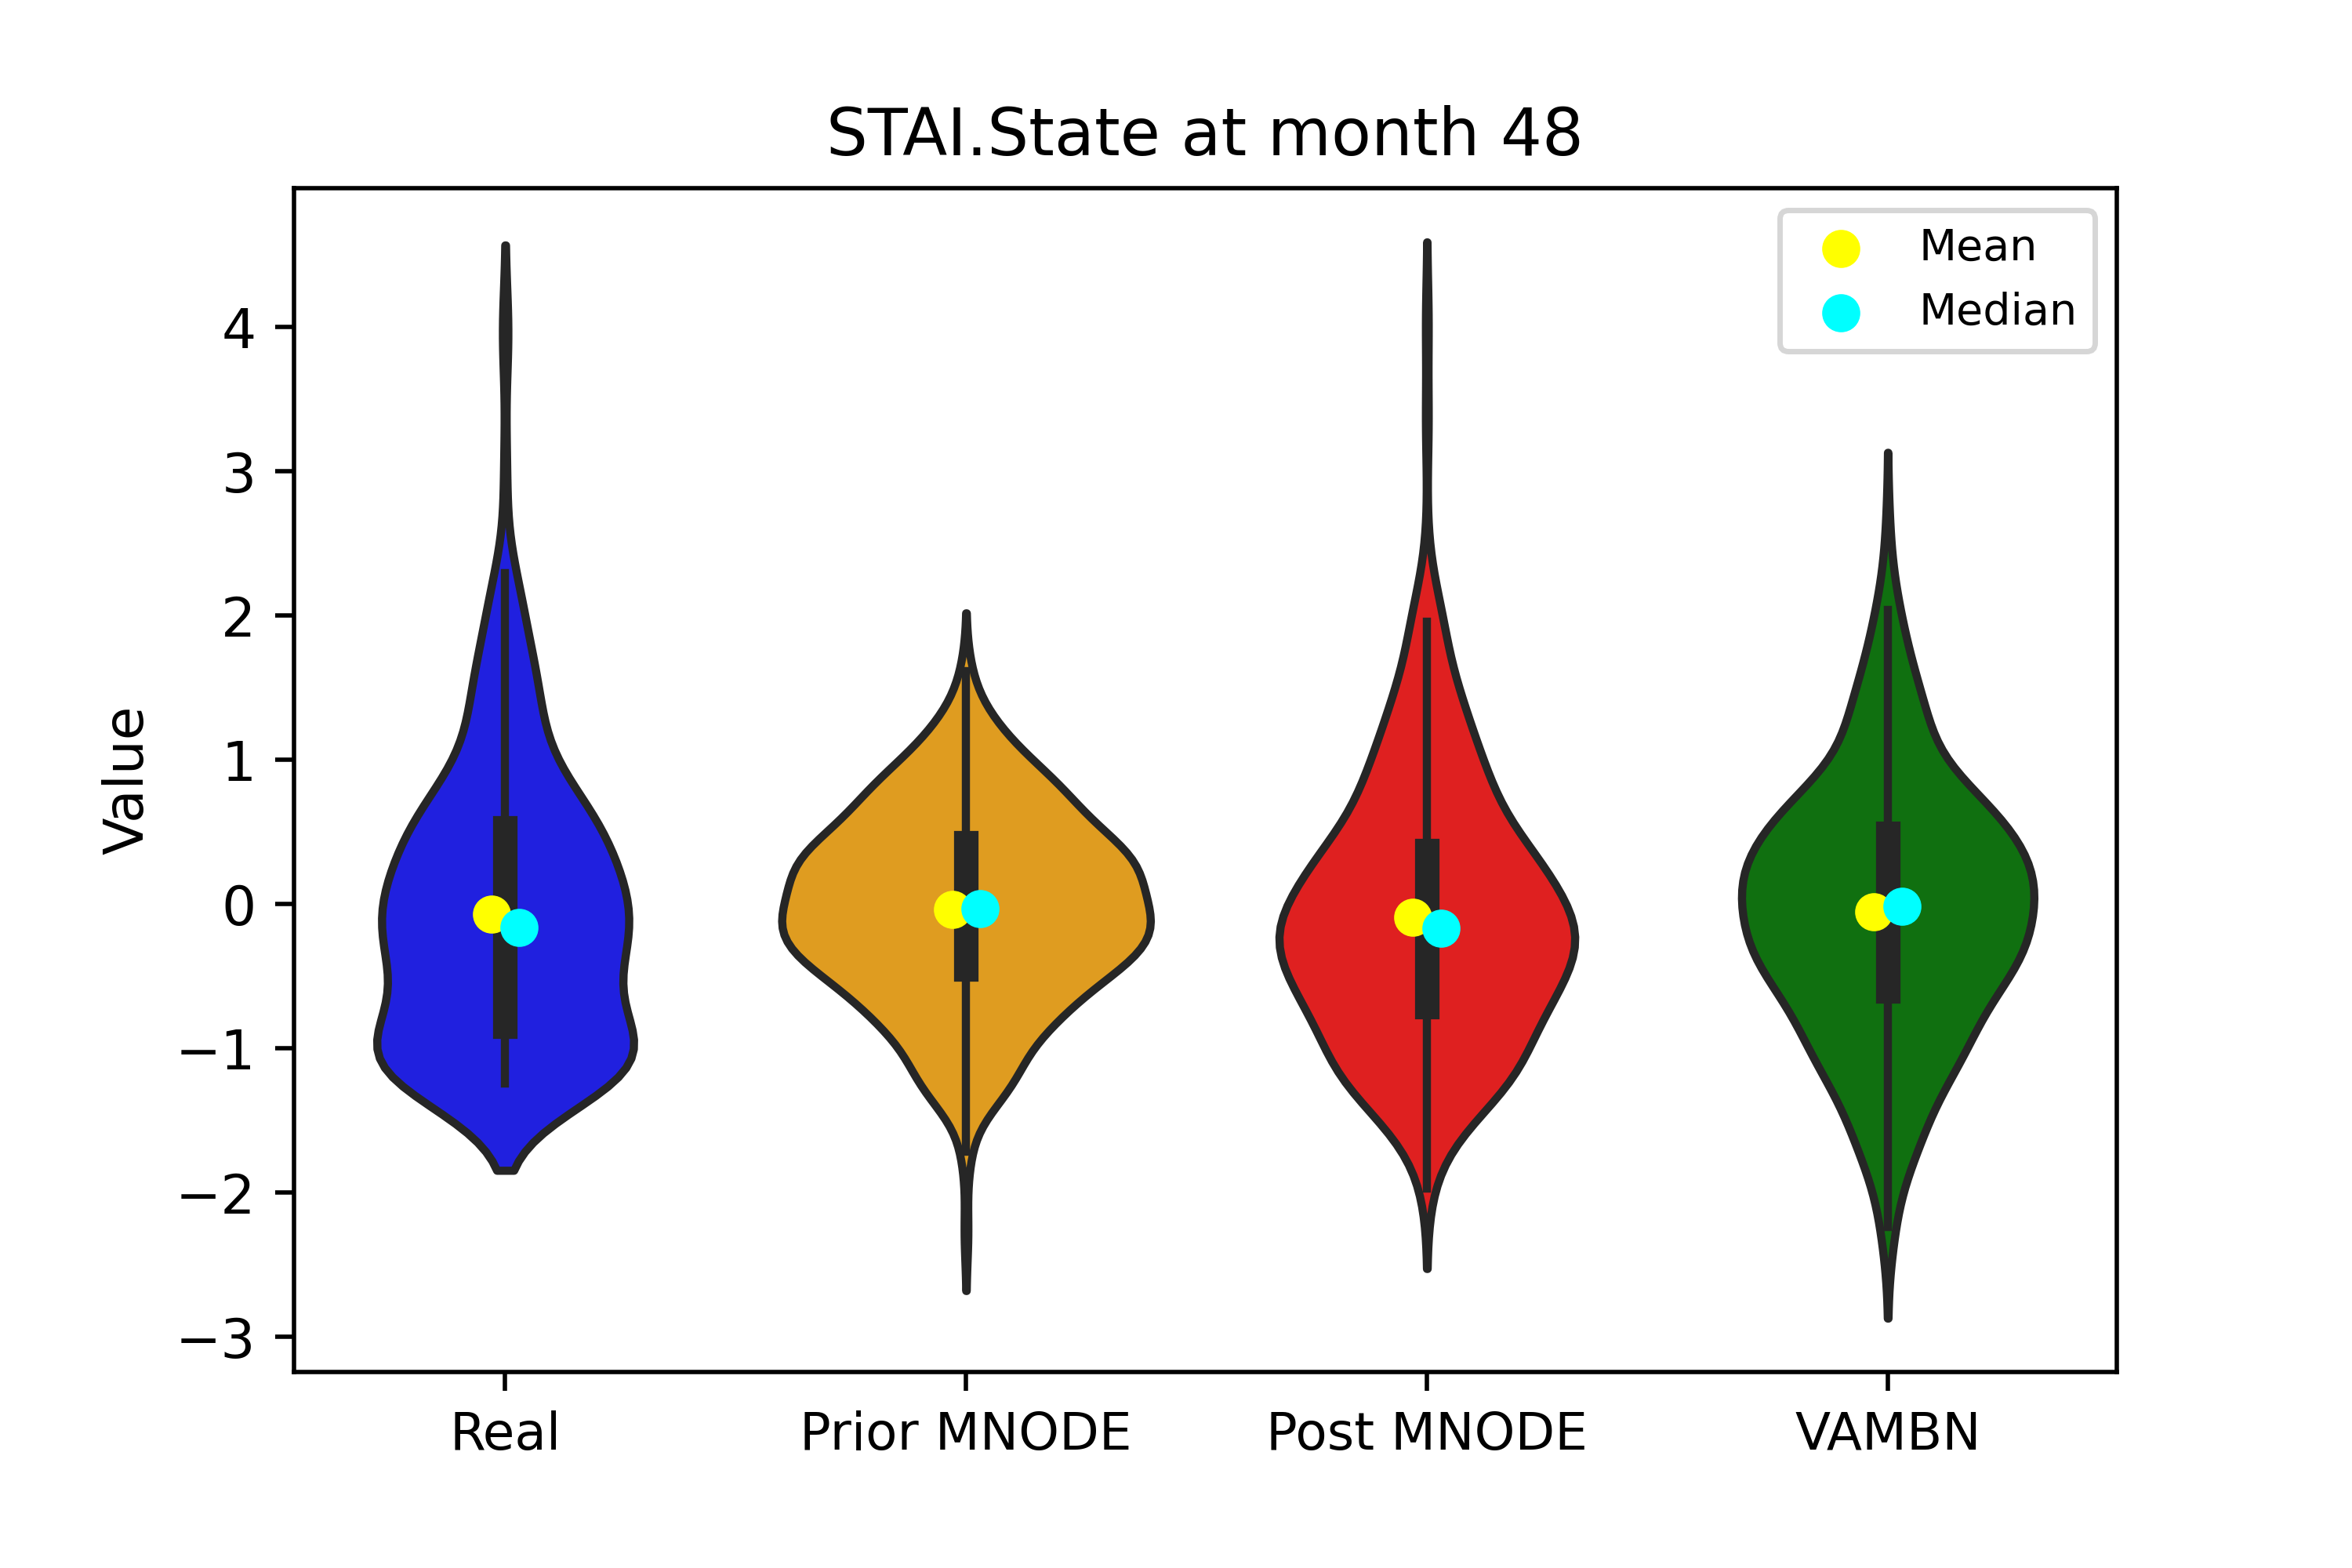 STAI.State at month 48
Mean
Median
Value
4
3
2
1
0
−1
−2
−3
Real
Prior MNODE
Post MNODE
VAMBN